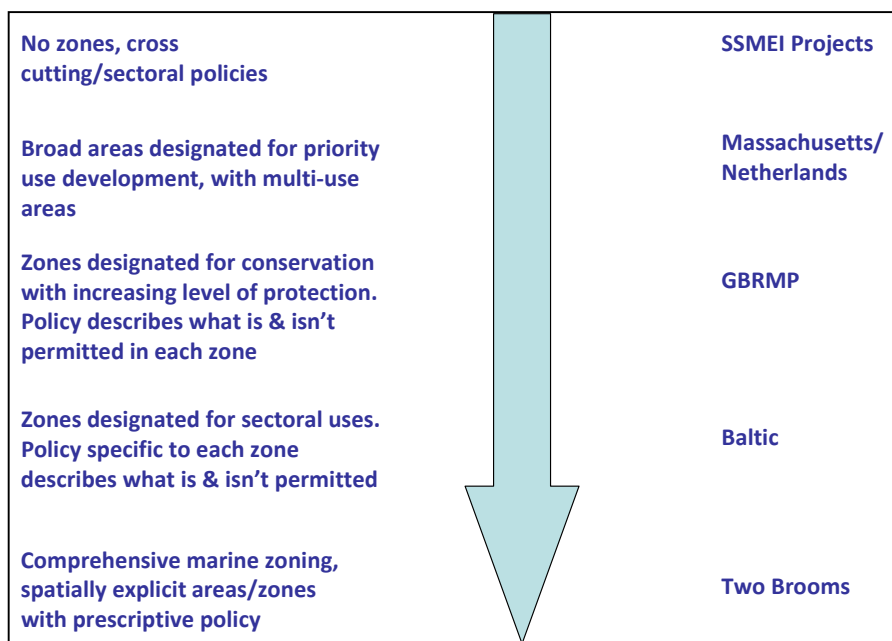 No zones, cross
cutting/sectoral policies
SSMEI Projects
Broad areas designated for priority
use development, with multi-use
areas
Massachusetts/
Netherlands
Zones designated for conservation
with increasing level of protection.
Policy describes what is & isn't
permitted in each zone
GBRMP
Zones designated for sectoral uses.
Policy specific to each zone
describes what is & isn't permitted
Baltic
Comprehensive marine zoning,
spatially explicit areas/zones
with prescriptive policy
Two Brooms